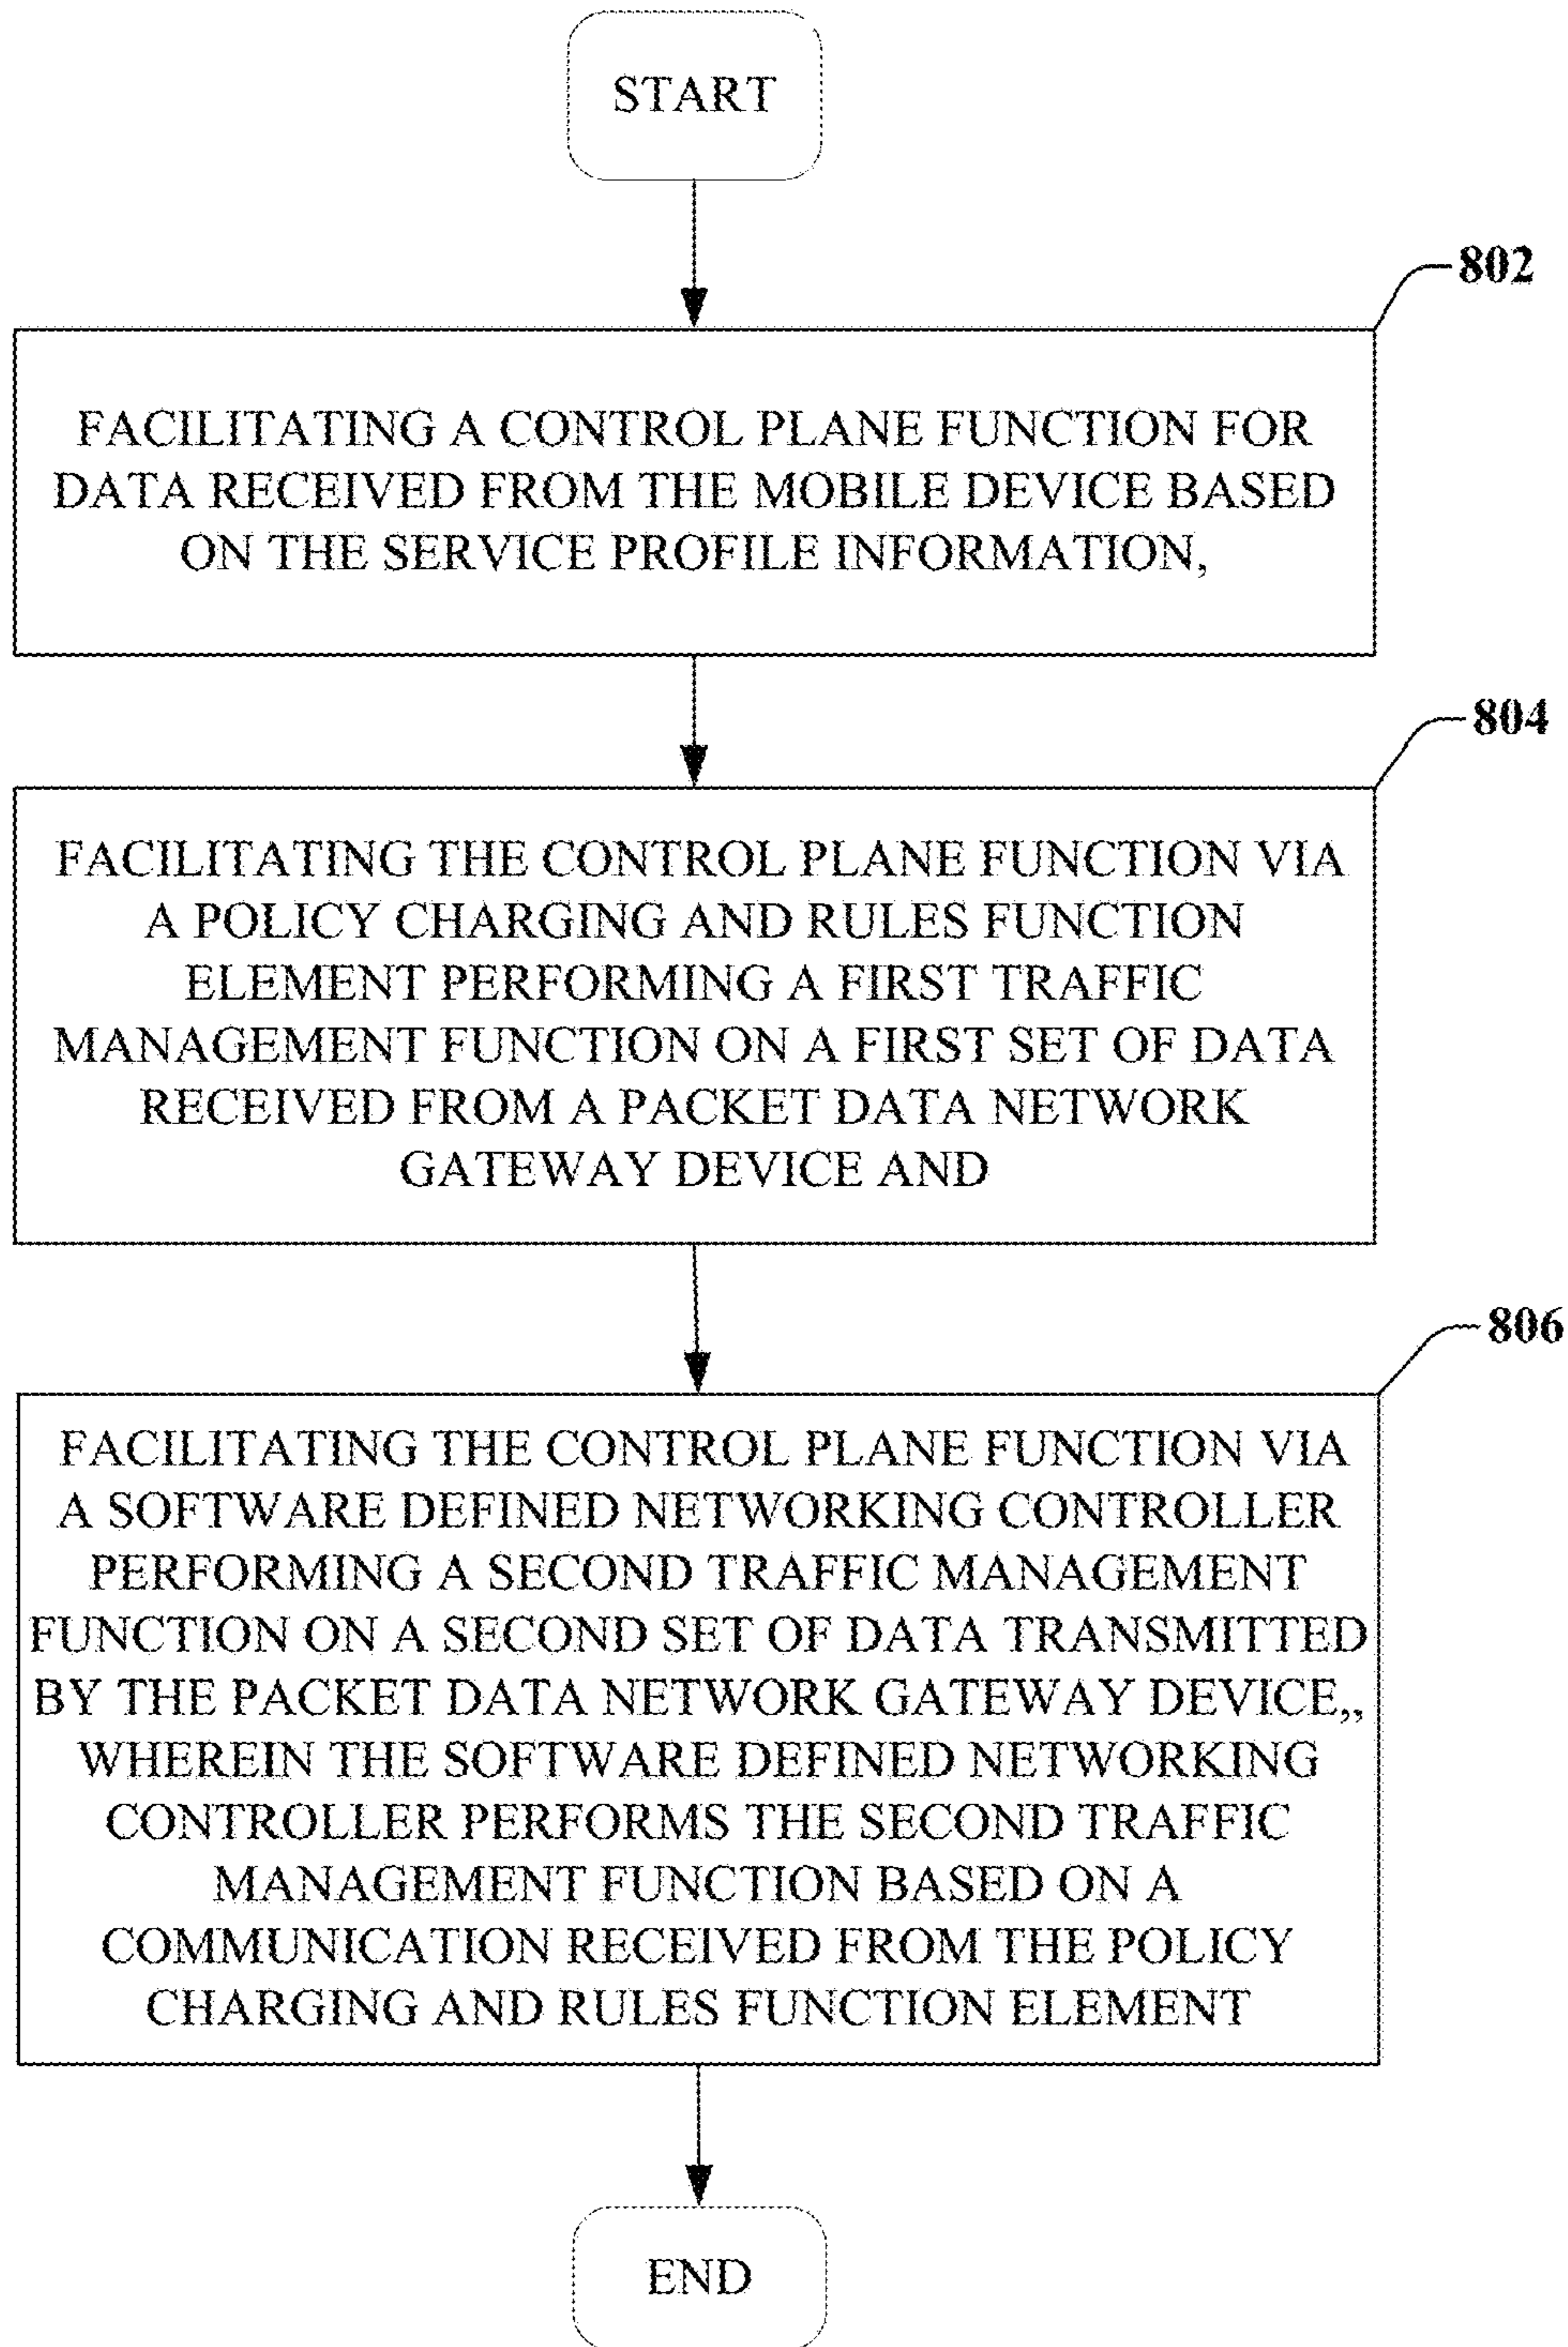 START
802
FACILITATING A CONTROL PLANE FUNCTION FOR
DATA RECEIVED FROM THE MOBILE DEVICE BASED
ON THE SERVICE PROFILE INFORMATION,
804
FACILITATING THE CONTROL PLANE FUNCTION VIA
A POLICY CHARGING AND RULES FUNCTION
ELEMENT PERFORMING A FIRST TRAFFIC
MANAGEMENT FUNCTION ON A FIRST SET OF DATA
RECEIVED FROM A PACKET DATA NETWORK
GATEWAY DEVICE AND
806
FACILITATING THE CONTROL PLANE FUNCTION VIA
A SOFTWARE DEFINED NETWORKING CONTROLLER
PERFORMING A SECOND TRAFFIC MANAGEMENT
FUNCTION ON A SECOND SET OF DATA TRANSMITTED
BY THE PACKET DATA NETWORK GATEWAY DEVICE,,
WHEREIN THE SOFTWARE DEFINED NETWORKING
CONTROLLER PERFORMS THE SECOND TRAFFIC
MANAGEMENT FUNCTION BASED ON A
COMMUNICATION RECEIVED FROM THE POLICY
CHARGING AND RULES FUNCTION ELEMENT
END